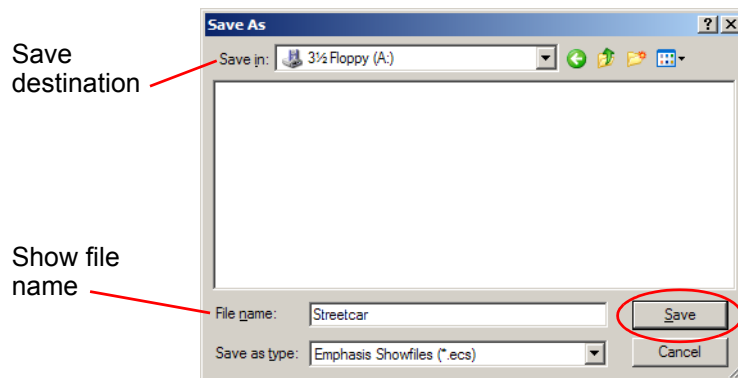 Save As
Save
destination
Save in: 3½ Floppy (A:)
Show file
name
File name: Streetcar Save
Save as type: Emphasis Showfiles (*.ecs) Cancel